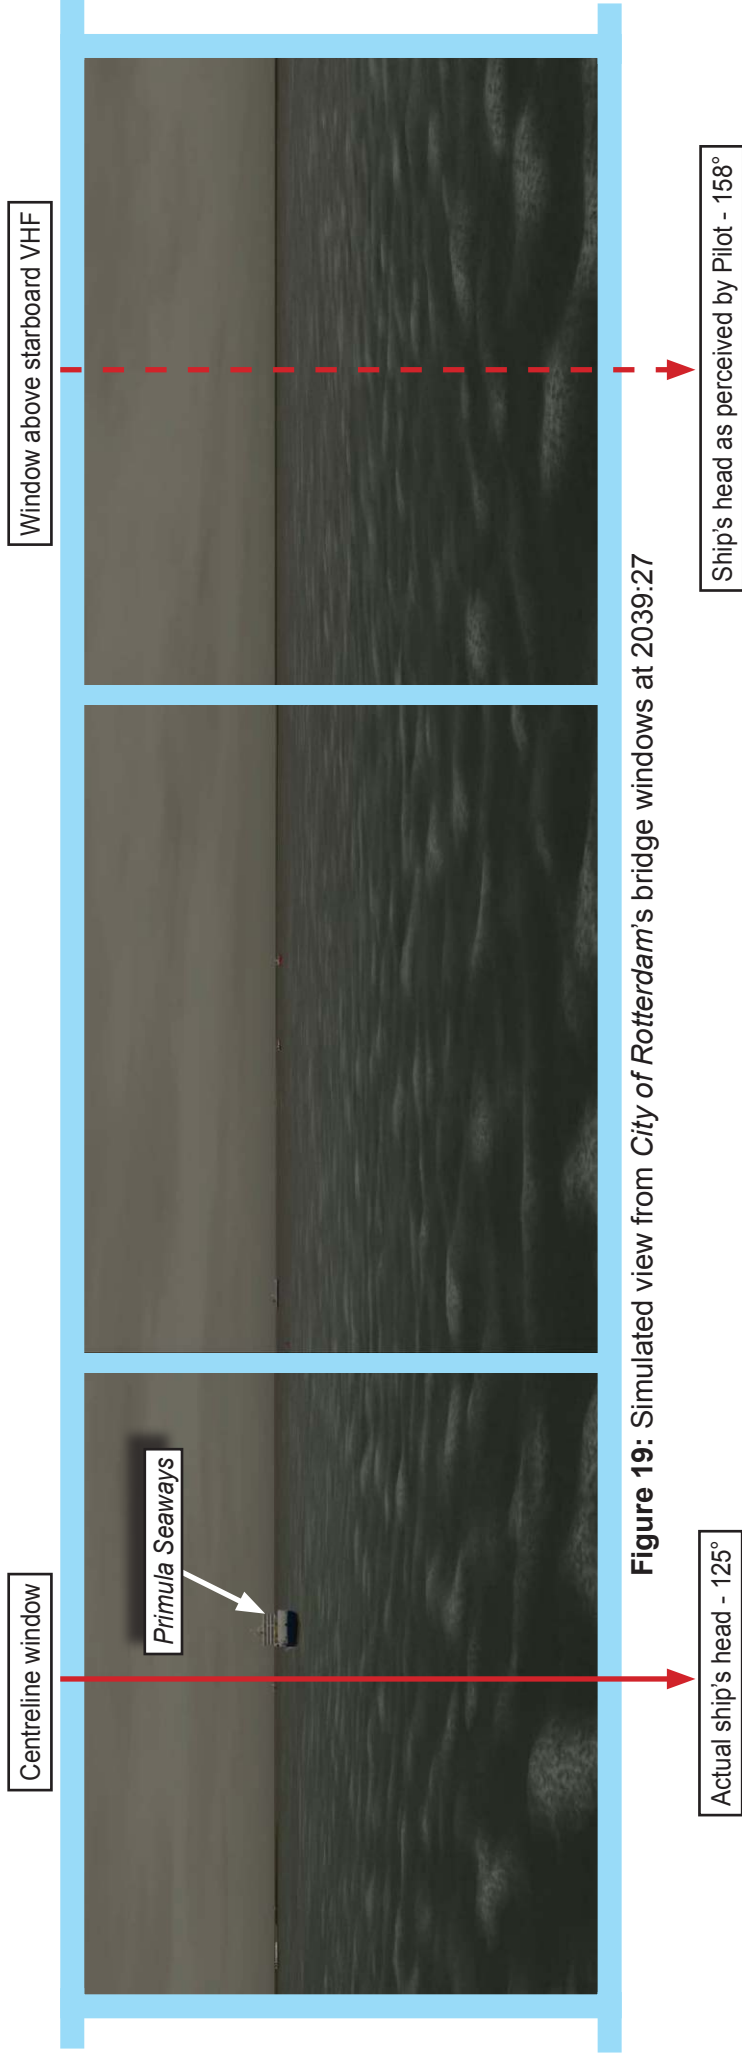 Centreline window
Window above starboard VHF
Primula Seaways
Figure 19: Simulated view from City of Rotterdam's bridge windows at 2039:27
Actual ship's head - 125°
Ship's head as perceived by Pilot - 158°